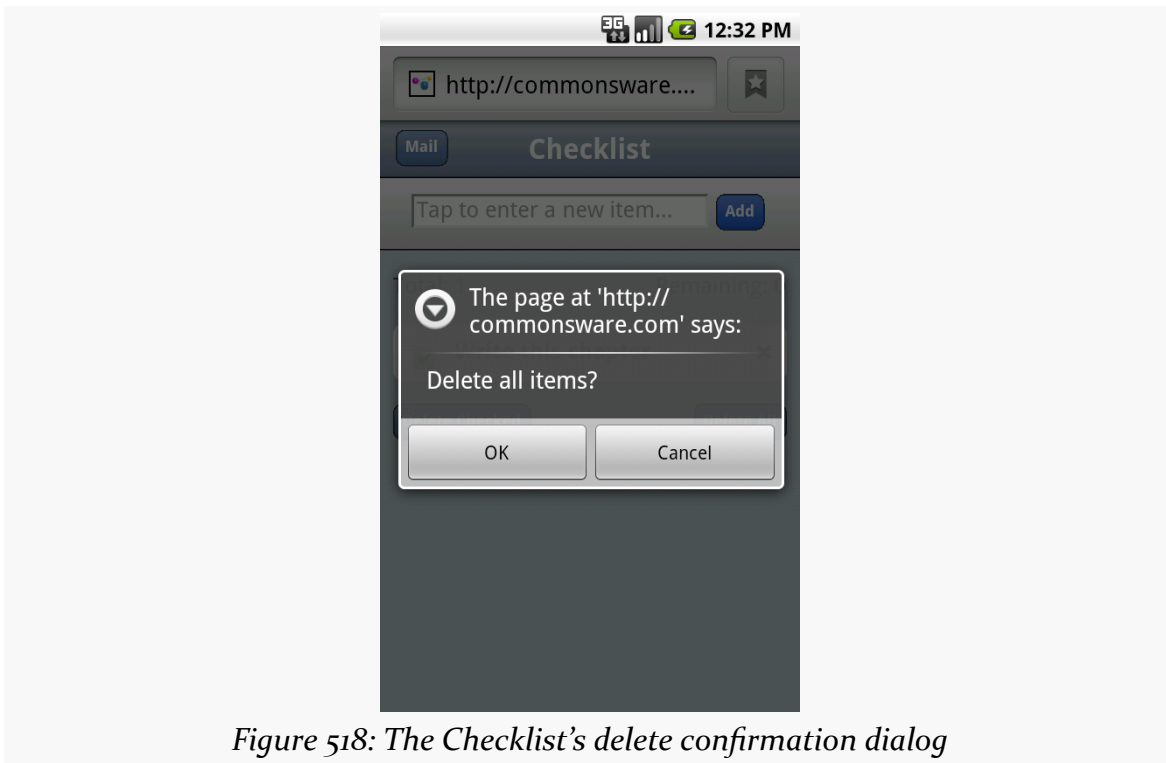 3G 12:32 PM
http://commonsware....
Mail Checklist
Tap to enter a new item... Add
The page at 'http://
commonsware.com' says:
Delete all items?
OK Cancel
Figure 518: The Checklist's delete confirmation dialog